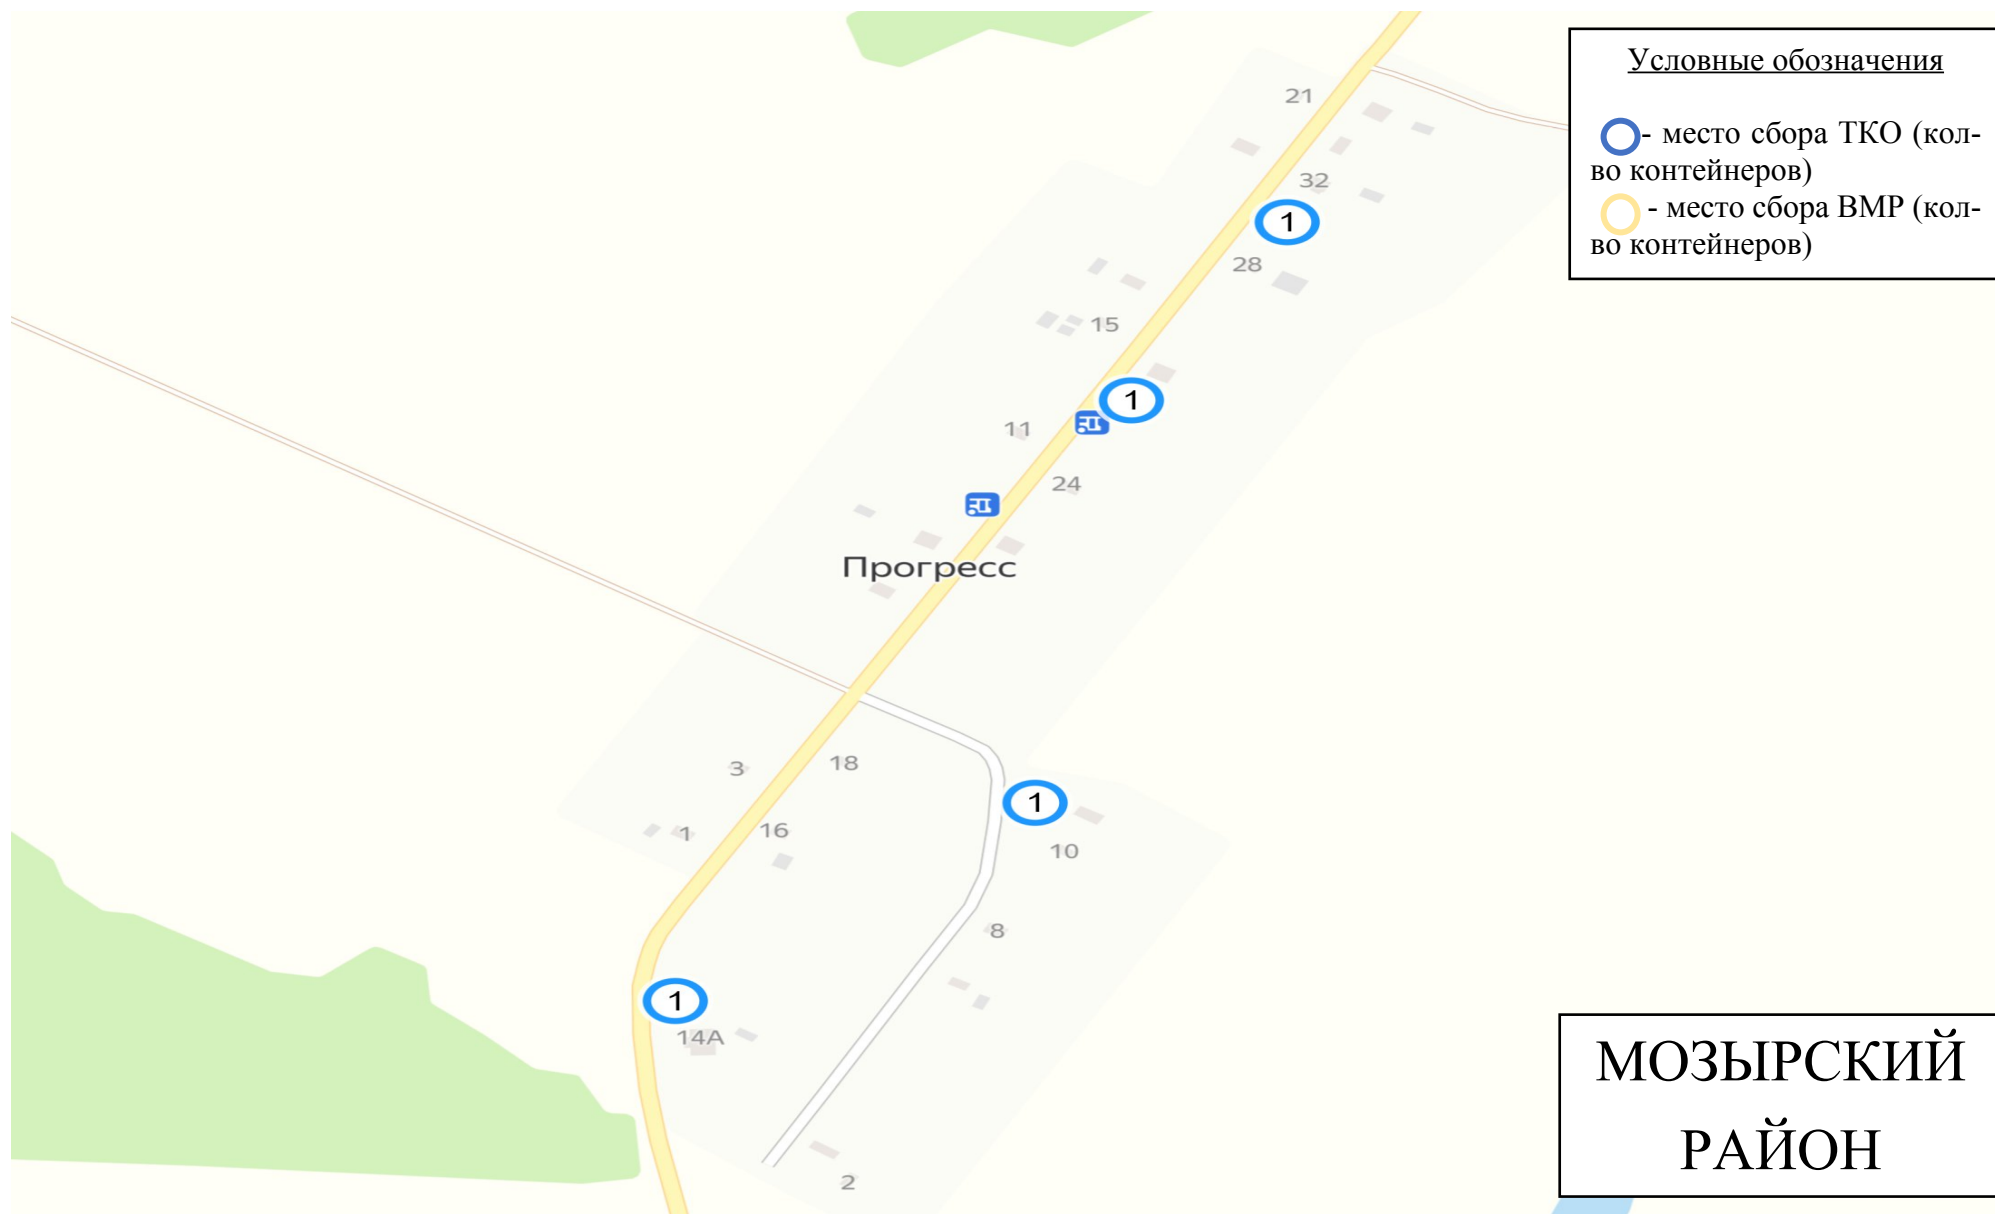 Условные обозначения
- место сбора ТКО (кол-
во контейнеров)
- место сбора ВМР (кол-
во контейнеров)
21
32
1
28
15
1
11
24
Прогресс
3
18
1
1
16
10
8
1
14А
2
МОЗЫРСКИЙ
РАЙОН